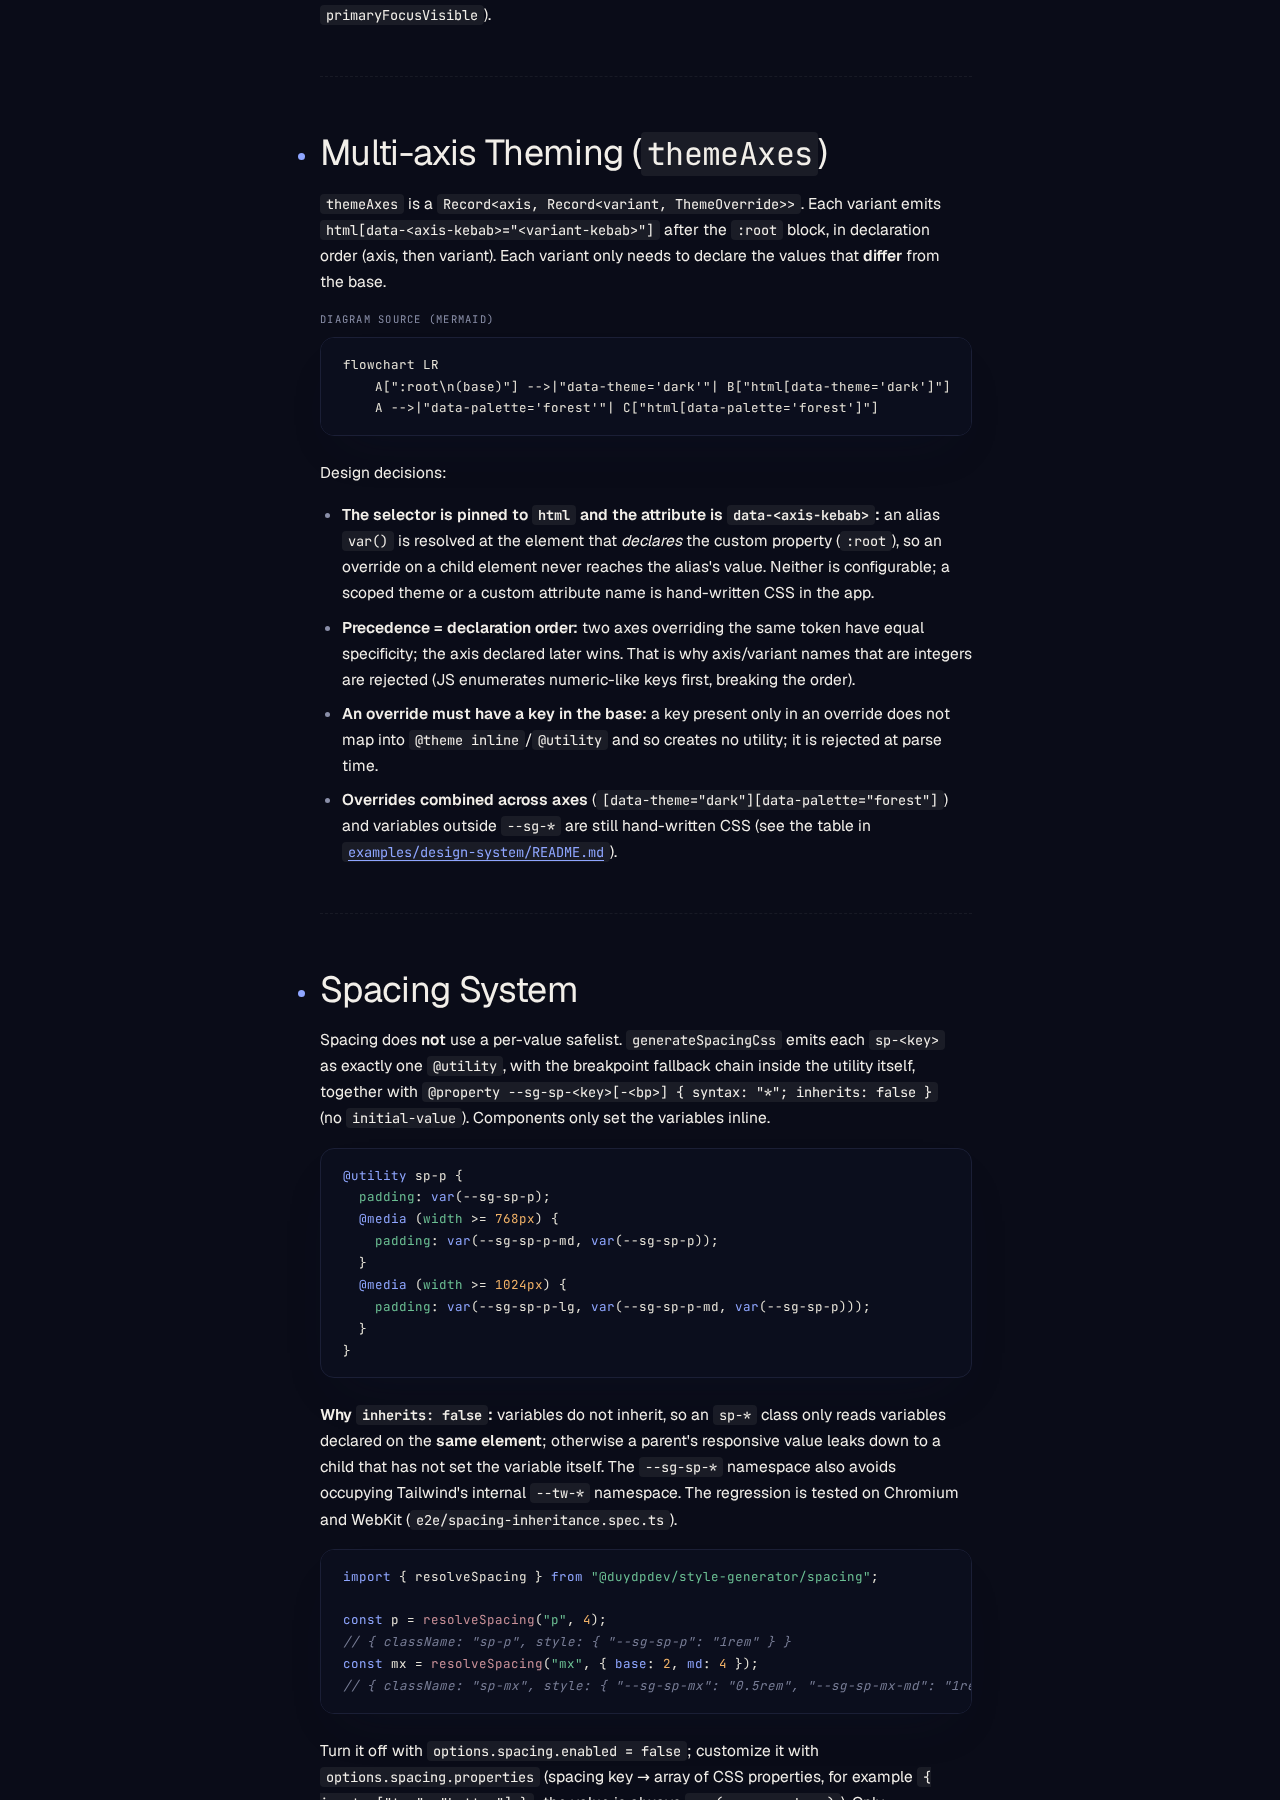 primaryFocusVisible ).
Multi-axis Theming ( themeAxes )
themeAxes is a Record<axis, Record<variant, ThemeOverride>> . Each variant emits
html[data-<axis-kebab>="<variant-kebab>"] after the :root block, in declaration
order (axis, then variant). Each variant only needs to declare the values that differ from
the base.
DIAGRAM SOURCE (MERMAID)
flowchart LR
    A[":root\n(base)"] -->|"data-theme='dark'"| B["html[data-theme='dark']"]
    A -->|"data-palette='forest'"| C["html[data-palette='forest']"]
Design decisions:
• The selector is pinned to html and the attribute is data-<axis-kebab> : an alias
var() is resolved at the element that declares the custom property ( :root ), so an
override on a child element never reaches the alias's value. Neither is configurable; a
scoped theme or a custom attribute name is hand-written CSS in the app.
• Precedence = declaration order: two axes overriding the same token have equal
specificity; the axis declared later wins. That is why axis/variant names that are integers
are rejected (JS enumerates numeric-like keys first, breaking the order).
• An override must have a key in the base: a key present only in an override does not
map into @theme inline / @utility and so creates no utility; it is rejected at parse
time.
• Overrides combined across axes ( [data-theme="dark"][data-palette="forest"] )
and variables outside --sg-* are still hand-written CSS (see the table in
examples/design-system/README.md ).
Spacing System
Spacing does not use a per-value safelist. generateSpacingCss emits each sp-<key>
as exactly one @utility , with the breakpoint fallback chain inside the utility itself,
together with @property --sg-sp-<key>[-<bp>] { syntax: "*"; inherits: false }
(no initial-value ). Components only set the variables inline.
@utility sp-p {
  padding: var(--sg-sp-p);
  @media (width >= 768px) {
    padding: var(--sg-sp-p-md, var(--sg-sp-p));
  }
  @media (width >= 1024px) {
    padding: var(--sg-sp-p-lg, var(--sg-sp-p-md, var(--sg-sp-p)));
  }
}
Why inherits: false : variables do not inherit, so an sp-* class only reads variables
declared on the same element; otherwise a parent's responsive value leaks down to a
child that has not set the variable itself. The --sg-sp-* namespace also avoids
occupying Tailwind's internal --tw-* namespace. The regression is tested on Chromium
and WebKit ( e2e/spacing-inheritance.spec.ts ).
import { resolveSpacing } from "@duydpdev/style-generator/spacing";
const p = resolveSpacing("p", 4);
// { className: "sp-p", style: { "--sg-sp-p": "1rem" } }
const mx = resolveSpacing("mx", { base: 2, md: 4 });
// { className: "sp-mx", style: { "--sg-sp-mx": "0.5rem", "--sg-sp-mx-md": "1re
Turn it off with options.spacing.enabled = false ; customize it with
options.spacing.properties (spacing key → array of CSS properties, for example {